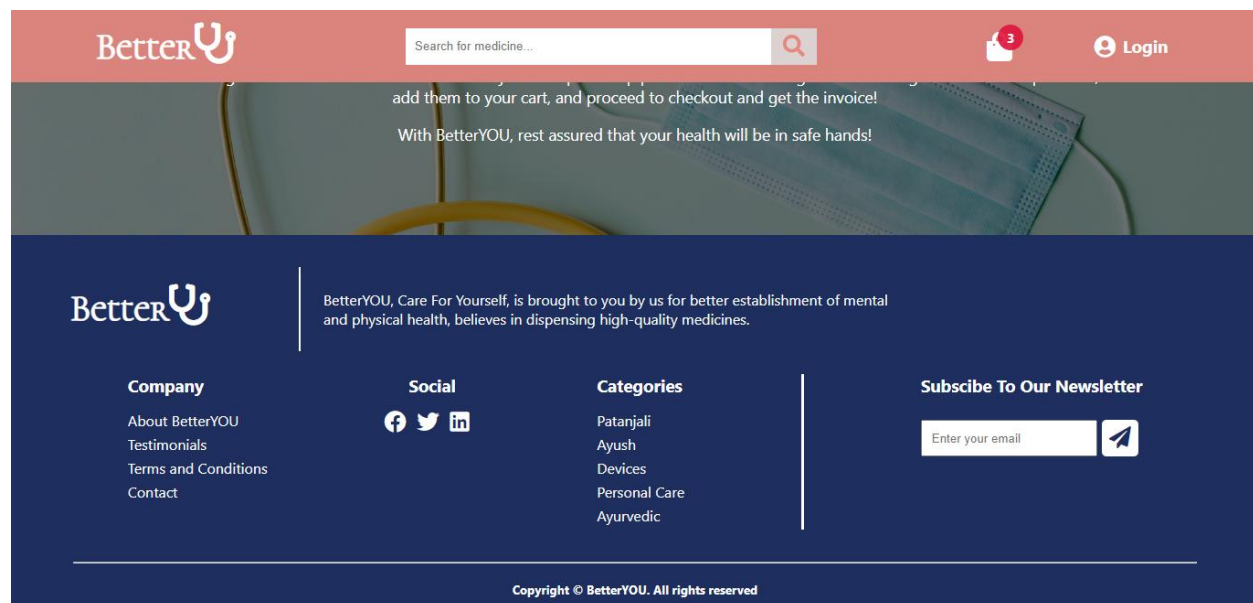 BetterU
Search for medicine...
3
Login
add them to your cart, and proceed to checkout and get the invoice!
With BetterYOU, rest assured that your health will be in safe hands!
BetterU
BetterYOU, Care For Yourself, is brought to you by us for better establishment of mental
and physical health, believes in dispensing high-quality medicines.
Company
About BetterYOU
Testimonials
Terms and Conditions
Contact
Social
Categories
Patanjali
Ayush
Devices
Personal Care
Ayurvedic
Subscibe To Our Newsletter
Enter your email
Copyright © BetterYOU. All rights reserved